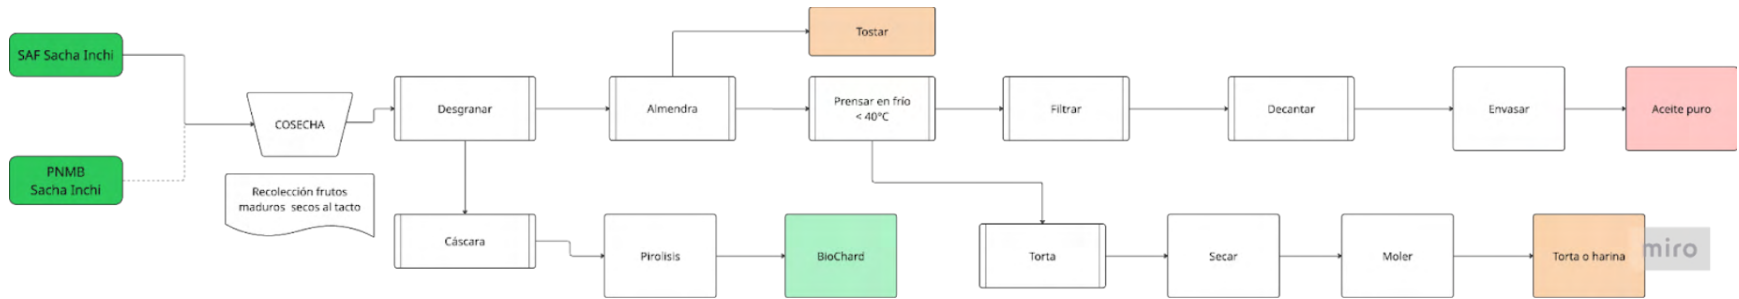 SAF Sacha Inchi
PNMB
Sacha Inchi
COSECHA
Recolección frutos
maduros secos al tacto
Desgranar
Almendra
Tostar
Prensar en frío
< 40°C
Filtrar
Decantar
Envasar
Aceite puro
Cáscara
Pirolisis
BioChard
Torta
Secar
Moler
Torta o harina
miro